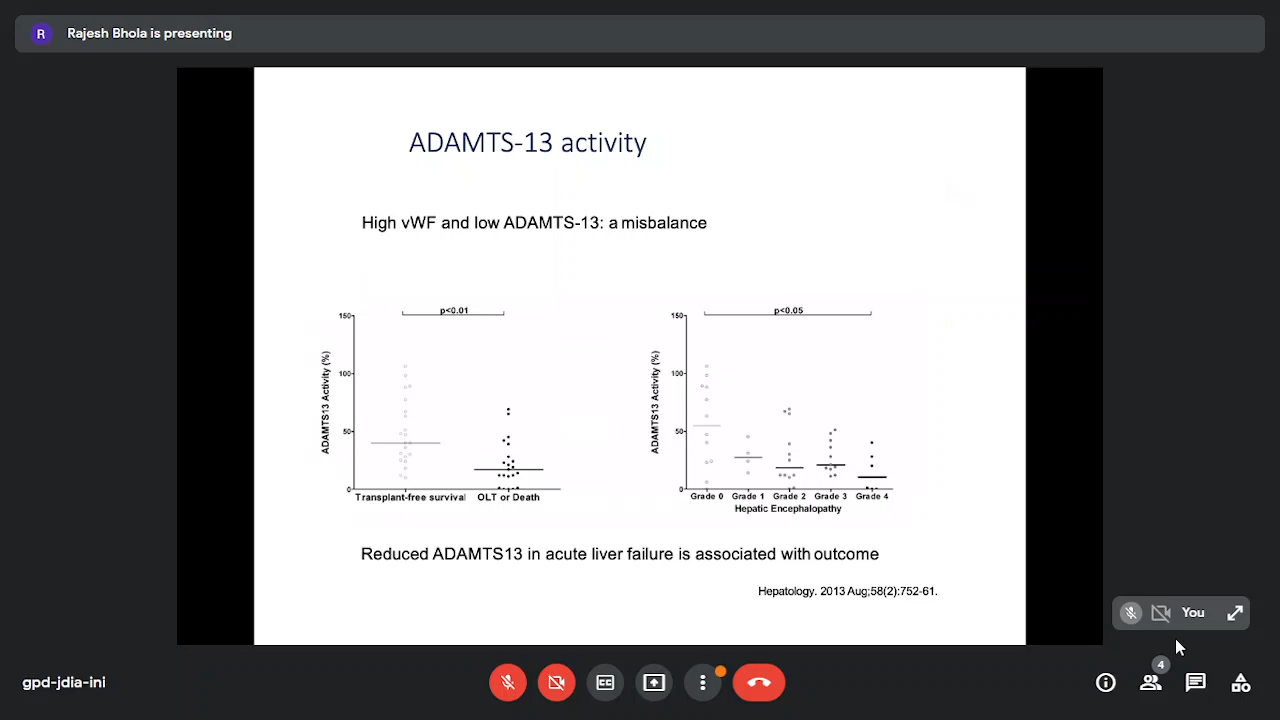 R Rajesh Bhola is presenting
ADAMTS-13 activity
High vWF and low ADAMTS-13: a misbalance
p<0.01
150
100
50
0
ADAMTS13 Activity (%)
Transplant-free survival OLT or Death
p<0.05
150
100
50
0
ADAMTS13 Activity (%)
Grade 0 Grade 1 Grade 2 Grade 3 Grade 4
Hepatic Encephalopathy
Reduced ADAMTS13 in acute liver failure is associated with outcome
Hepatology. 2013 Aug;58(2):752-61.
You
4
gpd-jdia-ini
CC